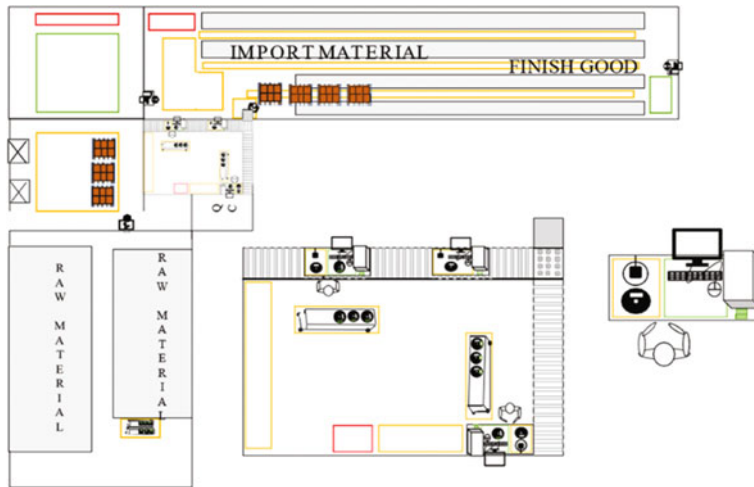 IMPORT MATERIAL
FINISH GOOD
Q
C
RAW MATERIAL
RAW MATERIAL